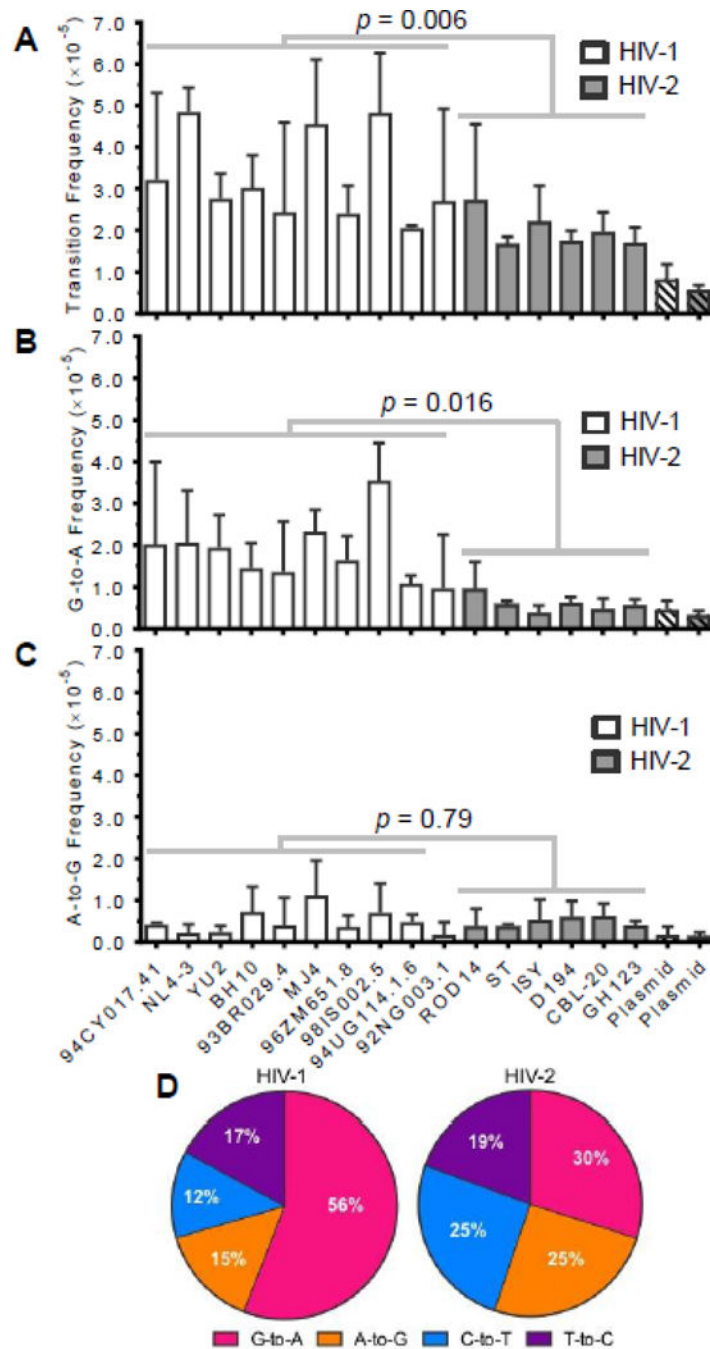 A
Transition Frequency (×10⁻⁵)
7.0
6.0
5.0
4.0
3.0
2.0
1.0
0.0
p = 0.006
HIV-1
HIV-2
B
G-to-A Frequency (×10⁻⁵)
7.0
6.0
5.0
4.0
3.0
2.0
1.0
0.0
p = 0.016
HIV-1
HIV-2
C
A-to-G Frequency (×10⁻⁵)
7.0
6.0
5.0
4.0
3.0
2.0
1.0
0.0
p = 0.79
HIV-1
HIV-2
94CY017.41
NL4-3
YU2
BH10
93BR029.4
MJ4
96ZM651.8
98IS002.5
94UG114.1.6
92NG003.1
ROD14
ST
ISY
D194
CBL-20
GH123
Plasmid
Plasmid
D
HIV-1
17%
12%
56%
15%
HIV-2
19%
30%
25%
25%
G-to-A A-to-G C-to-T T-to-C